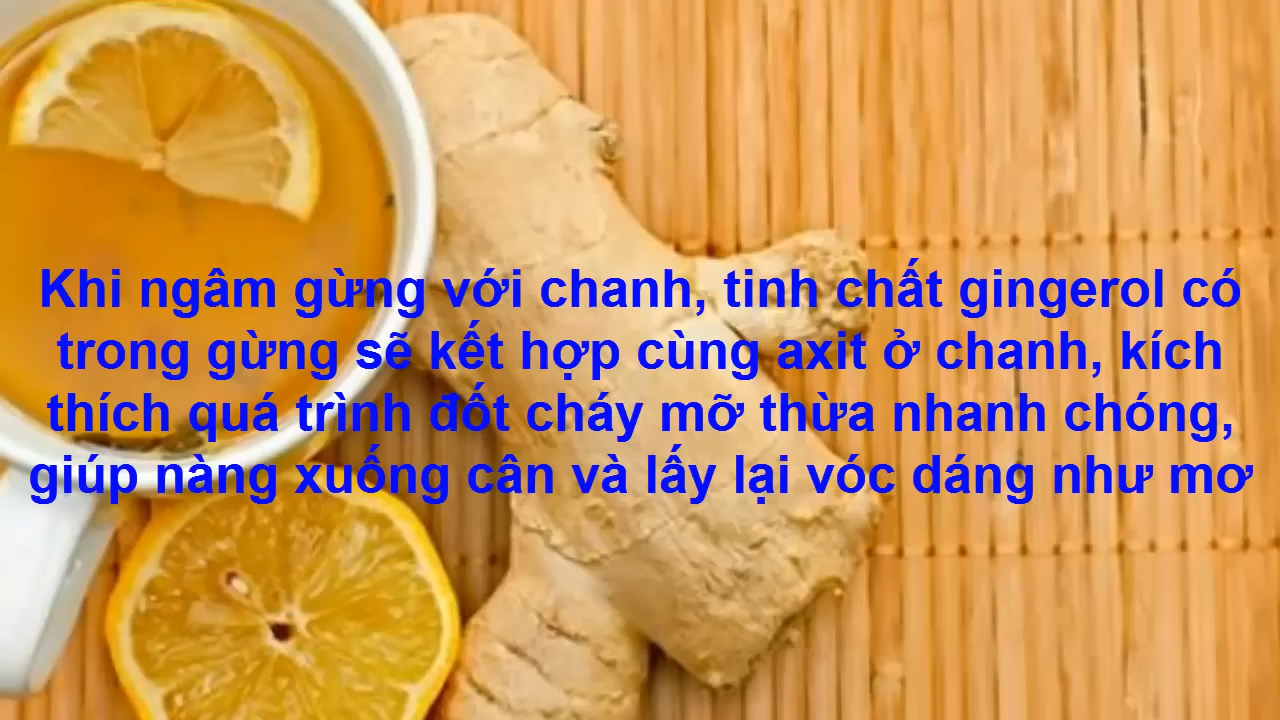 Khi ngâm gừng với chanh, tinh chất gingerol có
trong gừng sẽ kết hợp cùng axit ở chanh, kích
thích quá trình đốt cháy mỡ thừa nhanh chóng,
giúp nàng xuống cân và lấy lại vóc dáng như mơ